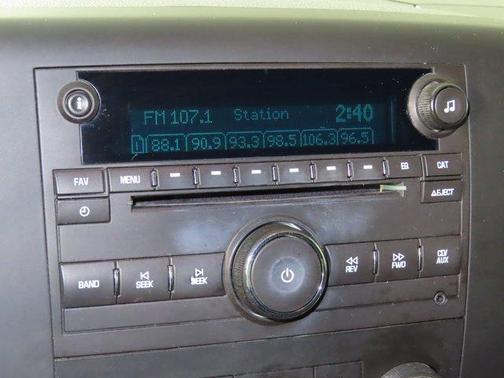 FM 107.1 Station 2:40
1 88.1 90.9 93.3 98.5 106.3 96.5
FAV MENU EQ CAT
EJECT
BAND SEEK SEEK REV FWD CD/
AUX